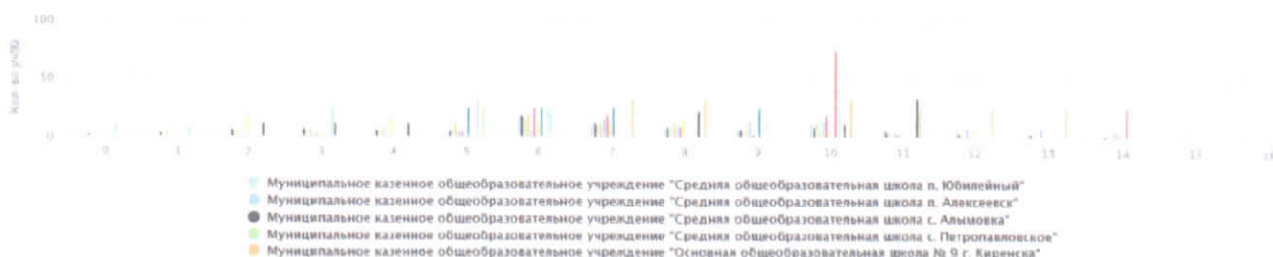 100
10
0
0 1 2 3 4 5 6 7 8 9 10 11 12 13 14 15 16
Муниципальное казенное общеобразовательное учреждение "Средняя общеобразовательная школа п. Юбилейный"
Муниципальное казенное общеобразовательное учреждение "Средняя общеобразовательная школа п. Алексеевск"
Муниципальное казенное общеобразовательное учреждение "Средняя общеобразовательная школа с. Алымовка"
Муниципальное казенное общеобразовательное учреждение "Средняя общеобразовательная школа с. Петропавловское"
Муниципальное казенное общеобразовательное учреждение "Основная общеобразовательная школа № 9 г. Киренска"